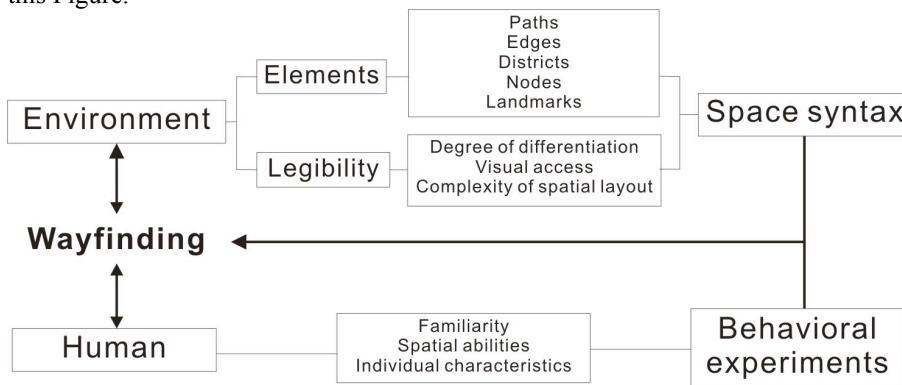 this Figure.
Paths
Edges
Districts
Nodes
Landmarks
Elements
Environment
Space syntax
Legibility
Degree of differentiation
Visual access
Complexity of spatial layout
Wayfinding
Human
Familiarity
Spatial abilities
Individual characteristics
Behavioral
experiments